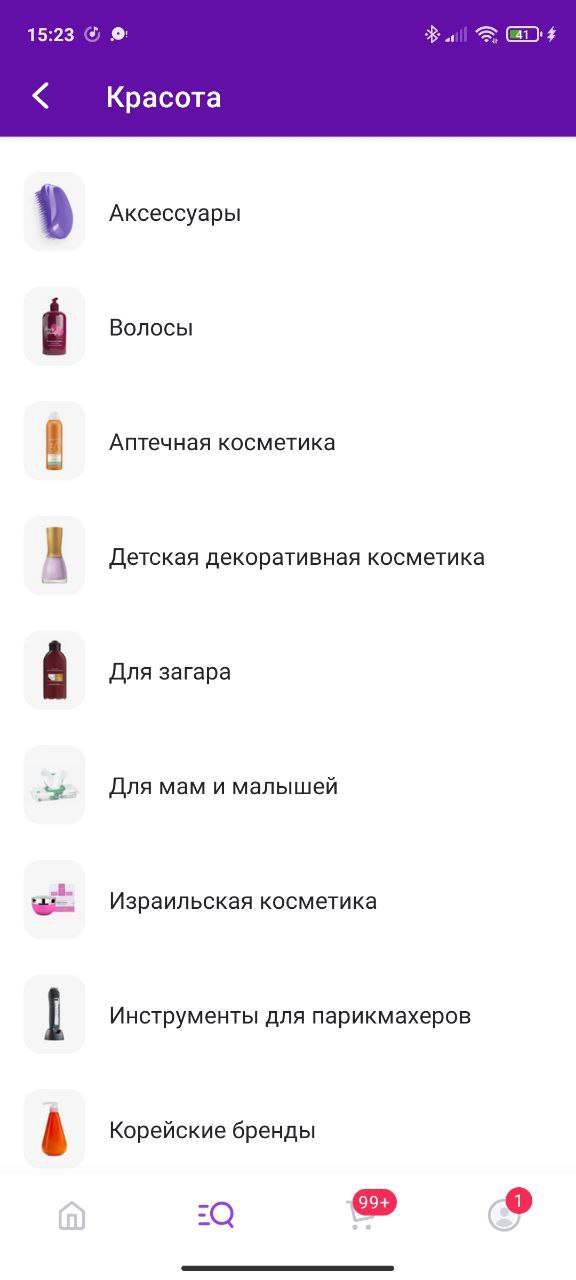 15:23
41
Красота
Аксессуары
Волосы
Аптечная косметика
Детская декоративная косметика
Для загара
Для мам и малышей
Израильская косметика
Инструменты для парикмахеров
Корейские бренды
99+
1